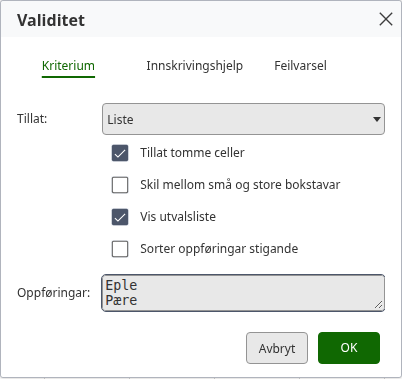 Validitet
Kriterium Innskrivingshjelp Feilvarsel
Tillat: Liste
Tillat tomme celler
Skil mellom små og store bokstavar
Vis utvalsliste
Sorter oppføringar stigande
Oppføringar: Eple
Pære
Avbryt OK